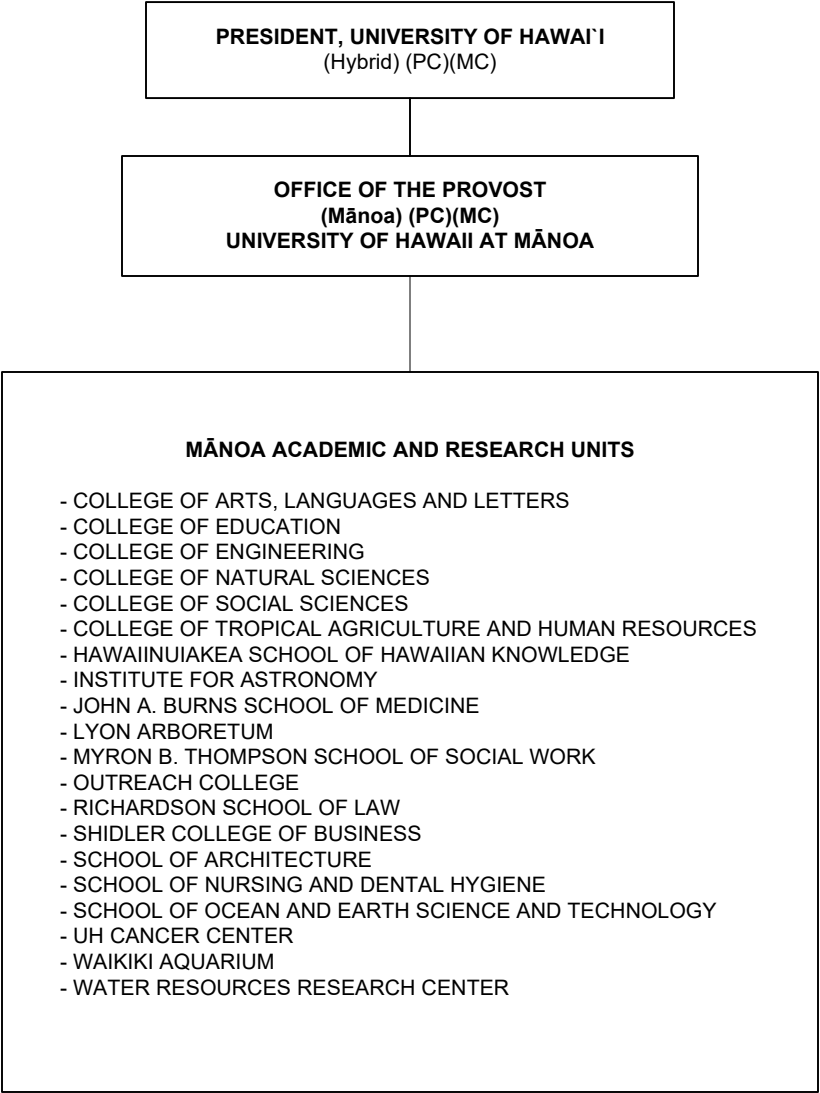 PRESIDENT, UNIVERSITY OF HAWAI`I
(Hybrid) (PC)(MC)
OFFICE OF THE PROVOST
(Mānoa) (PC)(MC)
UNIVERSITY OF HAWAII AT MĀNOA
MĀNOA ACADEMIC AND RESEARCH UNITS
- COLLEGE OF ARTS, LANGUAGES AND LETTERS
- COLLEGE OF EDUCATION
- COLLEGE OF ENGINEERING
- COLLEGE OF NATURAL SCIENCES
- COLLEGE OF SOCIAL SCIENCES
- COLLEGE OF TROPICAL AGRICULTURE AND HUMAN RESOURCES
- HAWAIINUIAKEA SCHOOL OF HAWAIIAN KNOWLEDGE
- INSTITUTE FOR ASTRONOMY
- JOHN A. BURNS SCHOOL OF MEDICINE
- LYON ARBORETUM
- MYRON B. THOMPSON SCHOOL OF SOCIAL WORK
- OUTREACH COLLEGE
- RICHARDSON SCHOOL OF LAW
- SHIDLER COLLEGE OF BUSINESS
- SCHOOL OF ARCHITECTURE
- SCHOOL OF NURSING AND DENTAL HYGIENE
- SCHOOL OF OCEAN AND EARTH SCIENCE AND TECHNOLOGY
- UH CANCER CENTER
- WAIKIKI AQUARIUM
- WATER RESOURCES RESEARCH CENTER